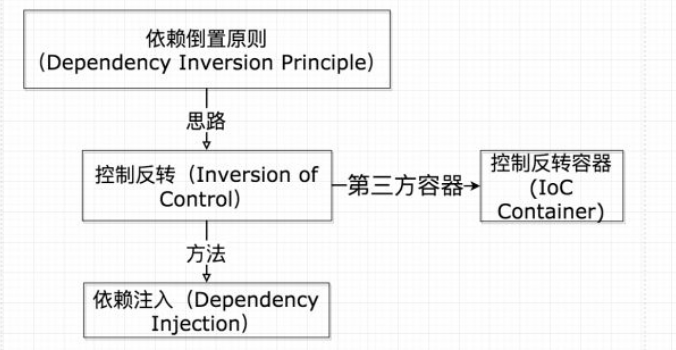 依赖倒置原则
（Dependency Inversion Principle）
思路
控制反转（Inversion of
Control）
第三方容器
控制反转容器
(IoC
Container)
方法
依赖注入（Dependency
Injection）